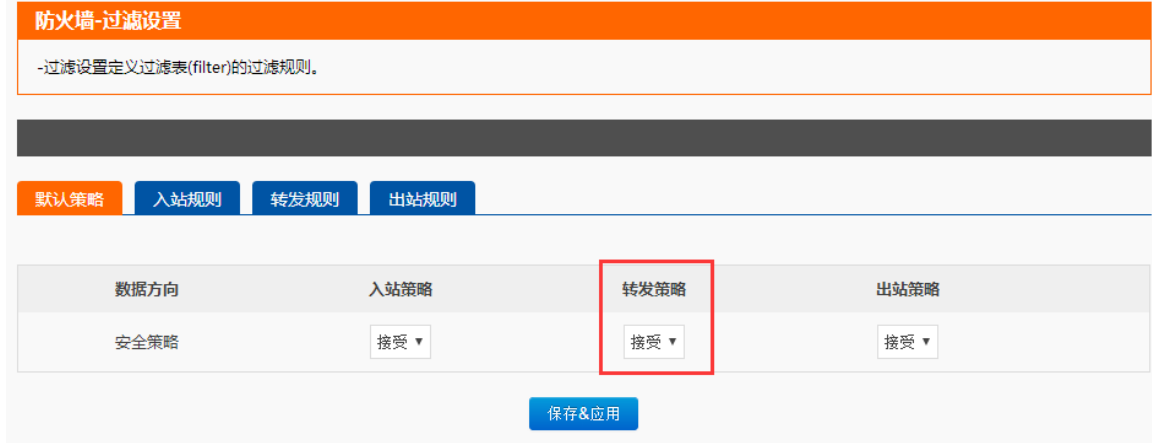 防火墙-过滤设置
-过滤设置定义过滤表(filter)的过滤规则。
默认策略 入站规则 转发规则 出站规则
数据方向 入站策略 转发策略 出站策略
安全策略 接受 接受 接受
保存&应用